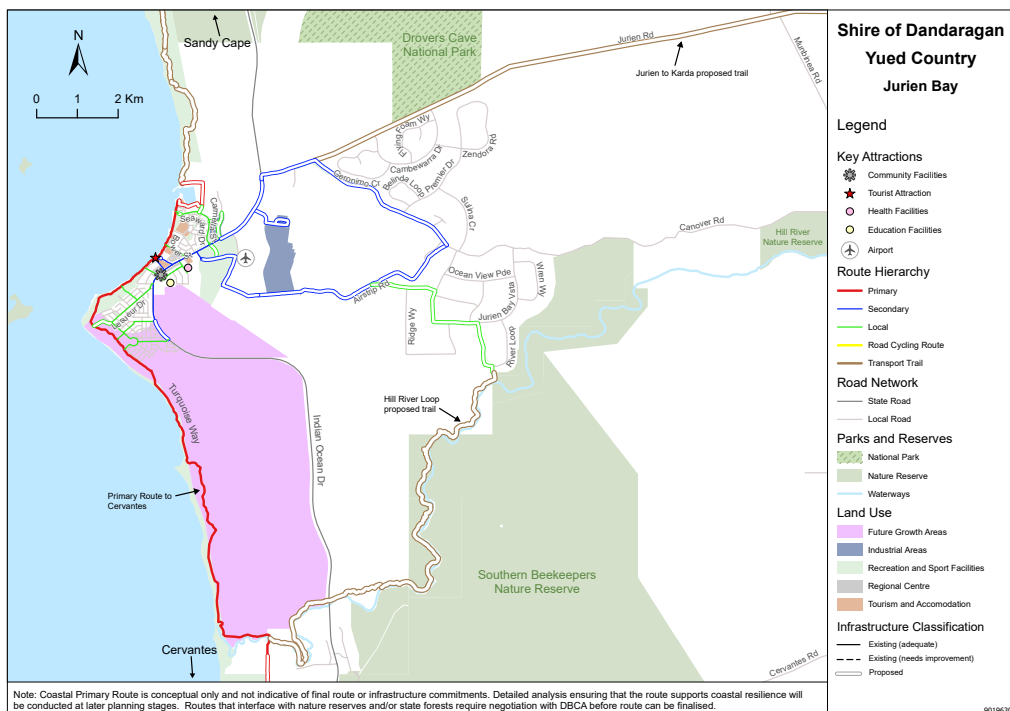 Sandy Cape
N
0 1 2 Km
Drovers Cave
National Park
Jurien Rd
Jurien to Karda proposed trail
Munbinea Rd
Flying Foam Wy
Cambewarra Dr
Zendora Rd
Geronimo Ct
Belinda Loop
Premier Dr
Sulina Cr
Canover Rd
Hill River
Nature Reserve
Seaward Dr
Bower St
Airstrip Rd
Ocean View Pde
Wren Wy
Jurien Bay Vsta
Ridge Wy
River Loop
Lesueur Dr
Turquoise Way
Indian Ocean Dr
Hill River Loop
proposed trail
Primary Route to
Cervantes
Southern Beekeepers
Nature Reserve
Cervantes
Cervantes Rd
Note: Coastal Primary Route is conceptual only and not indicative of final route or infrastructure commitments. Detailed analysis ensuring that the route supports coastal resilience will
be conducted at later planning stages. Routes that interface with nature reserves and/or state forests require negotiation with DBCA before route can be finalised.
Shire of Dandaragan
Yued Country
Jurien Bay
Legend
Key Attractions
Community Facilities
Tourist Attraction
Health Facilities
Education Facilities
Airport
Route Hierarchy
Primary
Secondary
Local
Road Cycling Route
Transport Trail
Road Network
State Road
Local Road
Parks and Reserves
National Park
Nature Reserve
Waterways
Land Use
Future Growth Areas
Industrial Areas
Recreation and Sport Facilities
Regional Centre
Tourism and Accomodation
Infrastructure Classification
Existing (adequate)
Existing (needs improvement)
Proposed